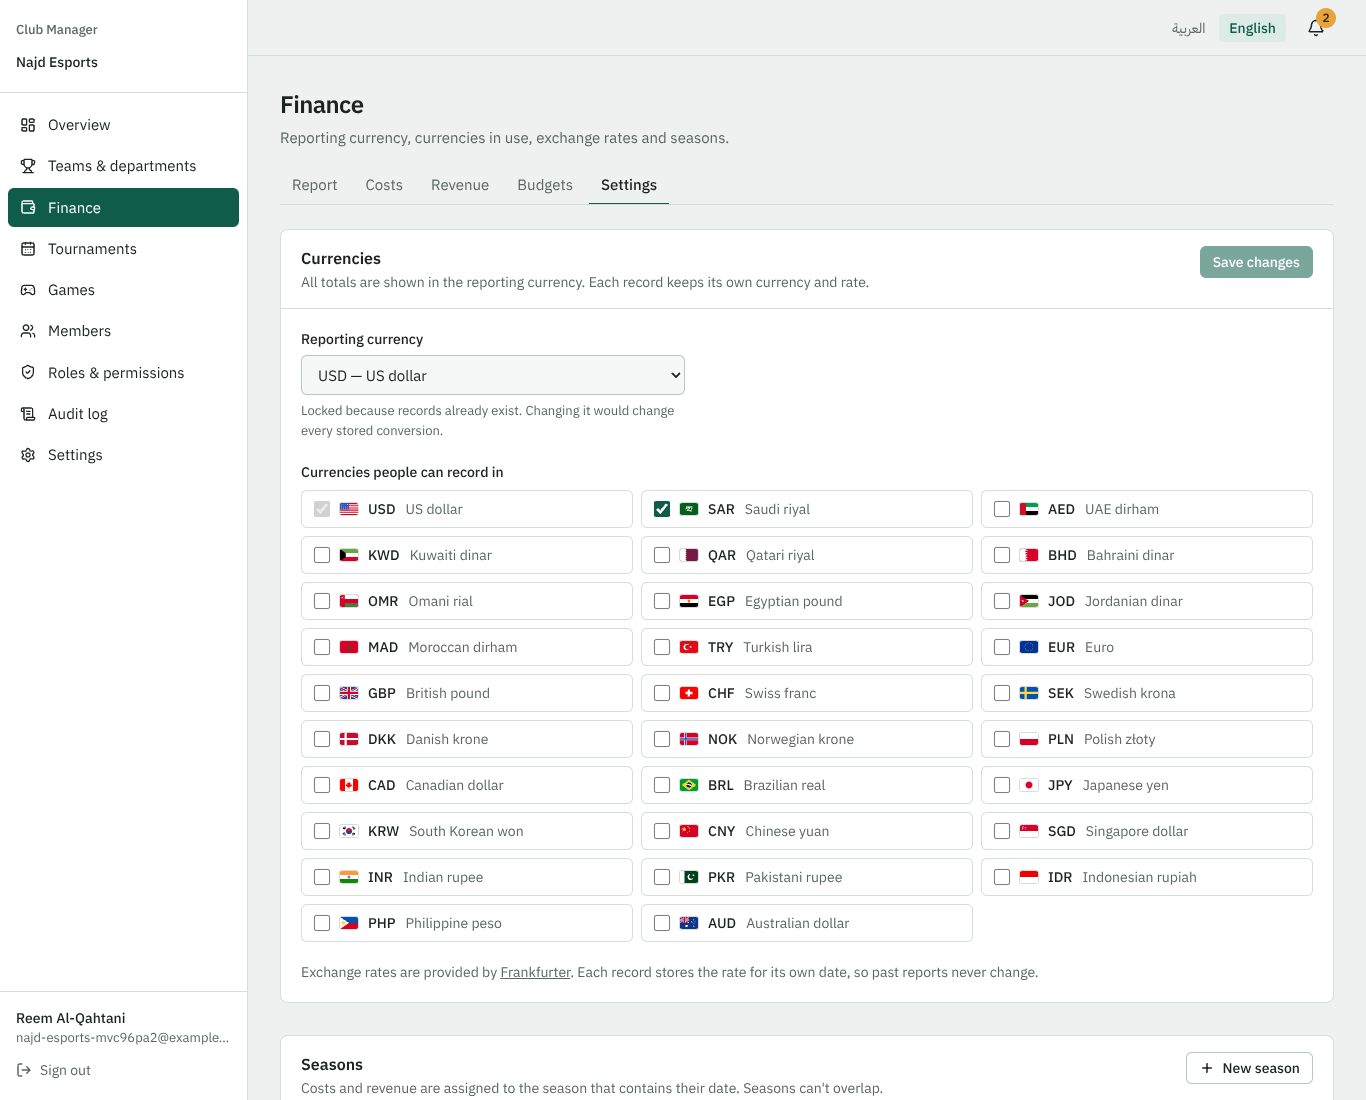 Club Manager
Najd Esports
Overview
Teams & departments
Finance
Tournaments
Games
Members
Roles & permissions
Audit log
Settings
Reem Al-Qahtani
najd-esports-mvc96pa2@example...
Sign out
العربية
English
2
Finance
Reporting currency, currencies in use, exchange rates and seasons.
Report
Costs
Revenue
Budgets
Settings
Currencies
All totals are shown in the reporting currency. Each record keeps its own currency and rate.
Save changes
Reporting currency
USD — US dollar
Locked because records already exist. Changing it would change
every stored conversion.
Currencies people can record in
USD US dollar
SAR Saudi riyal
AED UAE dirham
KWD Kuwaiti dinar
QAR Qatari riyal
BHD Bahraini dinar
OMR Omani rial
EGP Egyptian pound
JOD Jordanian dinar
MAD Moroccan dirham
TRY Turkish lira
EUR Euro
GBP British pound
CHF Swiss franc
SEK Swedish krona
DKK Danish krone
NOK Norwegian krone
PLN Polish złoty
CAD Canadian dollar
BRL Brazilian real
JPY Japanese yen
KRW South Korean won
CNY Chinese yuan
SGD Singapore dollar
INR Indian rupee
PKR Pakistani rupee
IDR Indonesian rupiah
PHP Philippine peso
AUD Australian dollar
Exchange rates are provided by Frankfurter. Each record stores the rate for its own date, so past reports never change.
Seasons
Costs and revenue are assigned to the season that contains their date. Seasons can't overlap.
+ New season